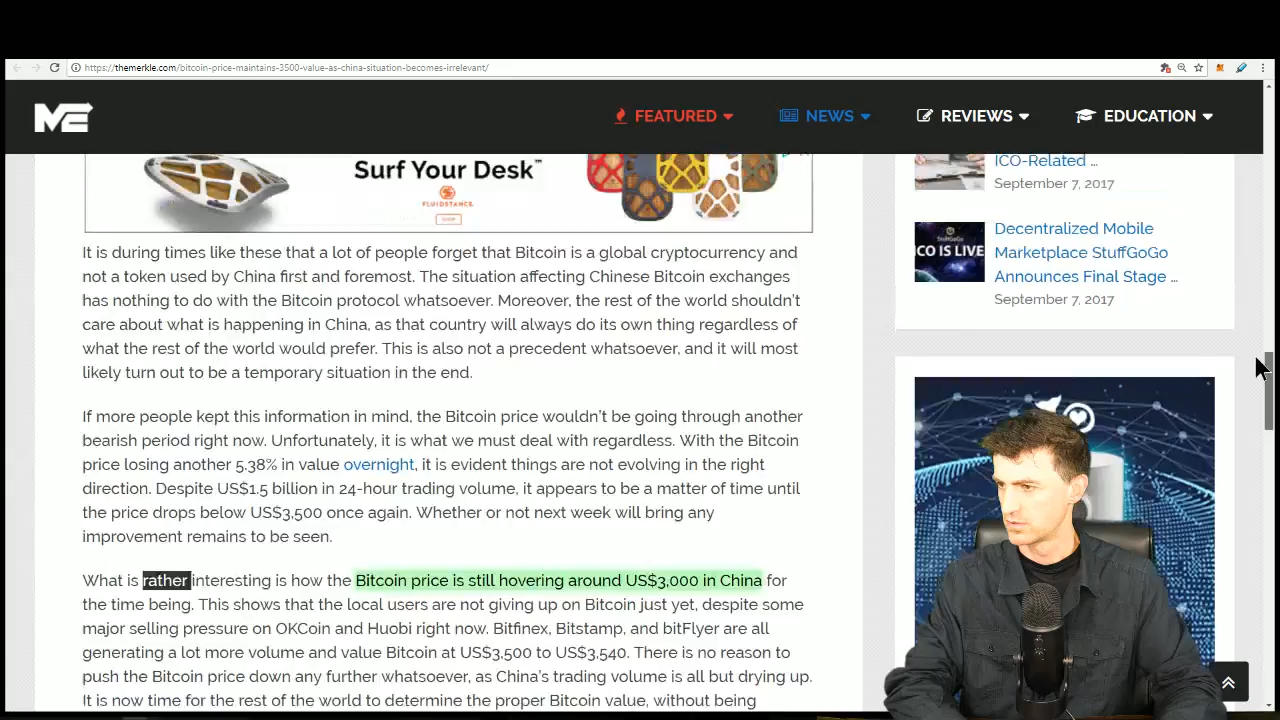 https://themerkle.com/bitcoin-price-maintains-3500-value-as-china-situation-becomes-irrelevant/
ME
FEATURED
NEWS
REVIEWS
EDUCATION
Surf Your Desk™
FLUIDSTANCE.
SHOP
It is during times like these that a lot of people forget that Bitcoin is a global cryptocurrency and
not a token used by China first and foremost. The situation affecting Chinese Bitcoin exchanges
has nothing to do with the Bitcoin protocol whatsoever. Moreover, the rest of the world shouldn't
care about what is happening in China, as that country will always do its own thing regardless of
what the rest of the world would prefer. This is also not a precedent whatsoever, and it will most
likely turn out to be a temporary situation in the end.
If more people kept this information in mind, the Bitcoin price wouldn't be going through another
bearish period right now. Unfortunately, it is what we must deal with regardless. With the Bitcoin
price losing another 5.38% in value overnight, it is evident things are not evolving in the right
direction. Despite US$1.5 billion in 24-hour trading volume, it appears to be a matter of time until
the price drops below US$3,500 once again. Whether or not next week will bring any
improvement remains to be seen.
What is rather interesting is how the Bitcoin price is still hovering around US$3,000 in China for
the time being. This shows that the local users are not giving up on Bitcoin just yet, despite some
major selling pressure on OKCoin and Huobi right now. Bitfinex, Bitstamp, and bitFlyer are all
generating a lot more volume and value Bitcoin at US$3,500 to US$3,540. There is no reason to
push the Bitcoin price down any further whatsoever, as China's trading volume is all but drying up.
It is now time for the rest of the world to determine the proper Bitcoin value, without being
ICO-Related ...
September 7, 2017
StuffGoGo
CO IS LIVE
Decentralized Mobile
Marketplace StuffGoGo
Announces Final Stage ...
September 7, 2017